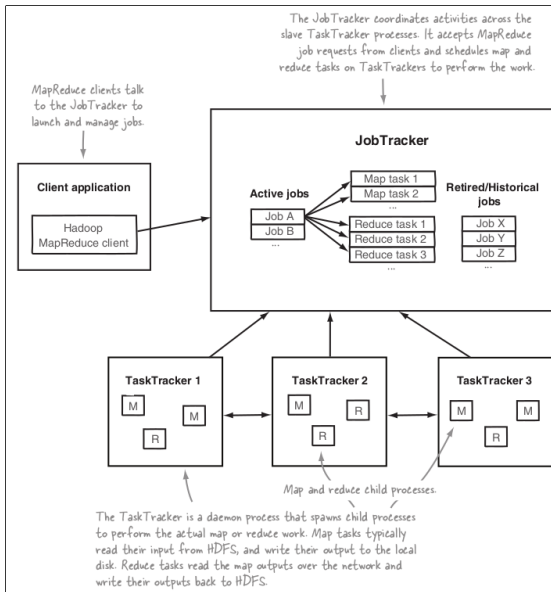 The JobTracker coordinates activities across the
slave TaskTracker processes. It accepts MapReduce
job requests from clients and schedules map and
reduce tasks on TaskTrackers to perform the work.
MapReduce clients talk
to the JobTracker to
launch and manage jobs.
JobTracker
Client application
Hadoop
MapReduce client
Active jobs
Job A
Job B
...
Map task 1
Map task 2
...
Reduce task 1
Reduce task 2
Reduce task 3
...
Retired/Historical
jobs
Job X
Job Y
Job Z
...
TaskTracker 1
M
M
R
TaskTracker 2
M
R
R
TaskTracker 3
M
M
R
Map and reduce child processes.
The TaskTracker is a daemon process that spawns child processes
to perform the actual map or reduce work. Map tasks typically
read their input from HDFS, and write their output to the local
disk. Reduce tasks read the map outputs over the network and
write their outputs back to HDFS.